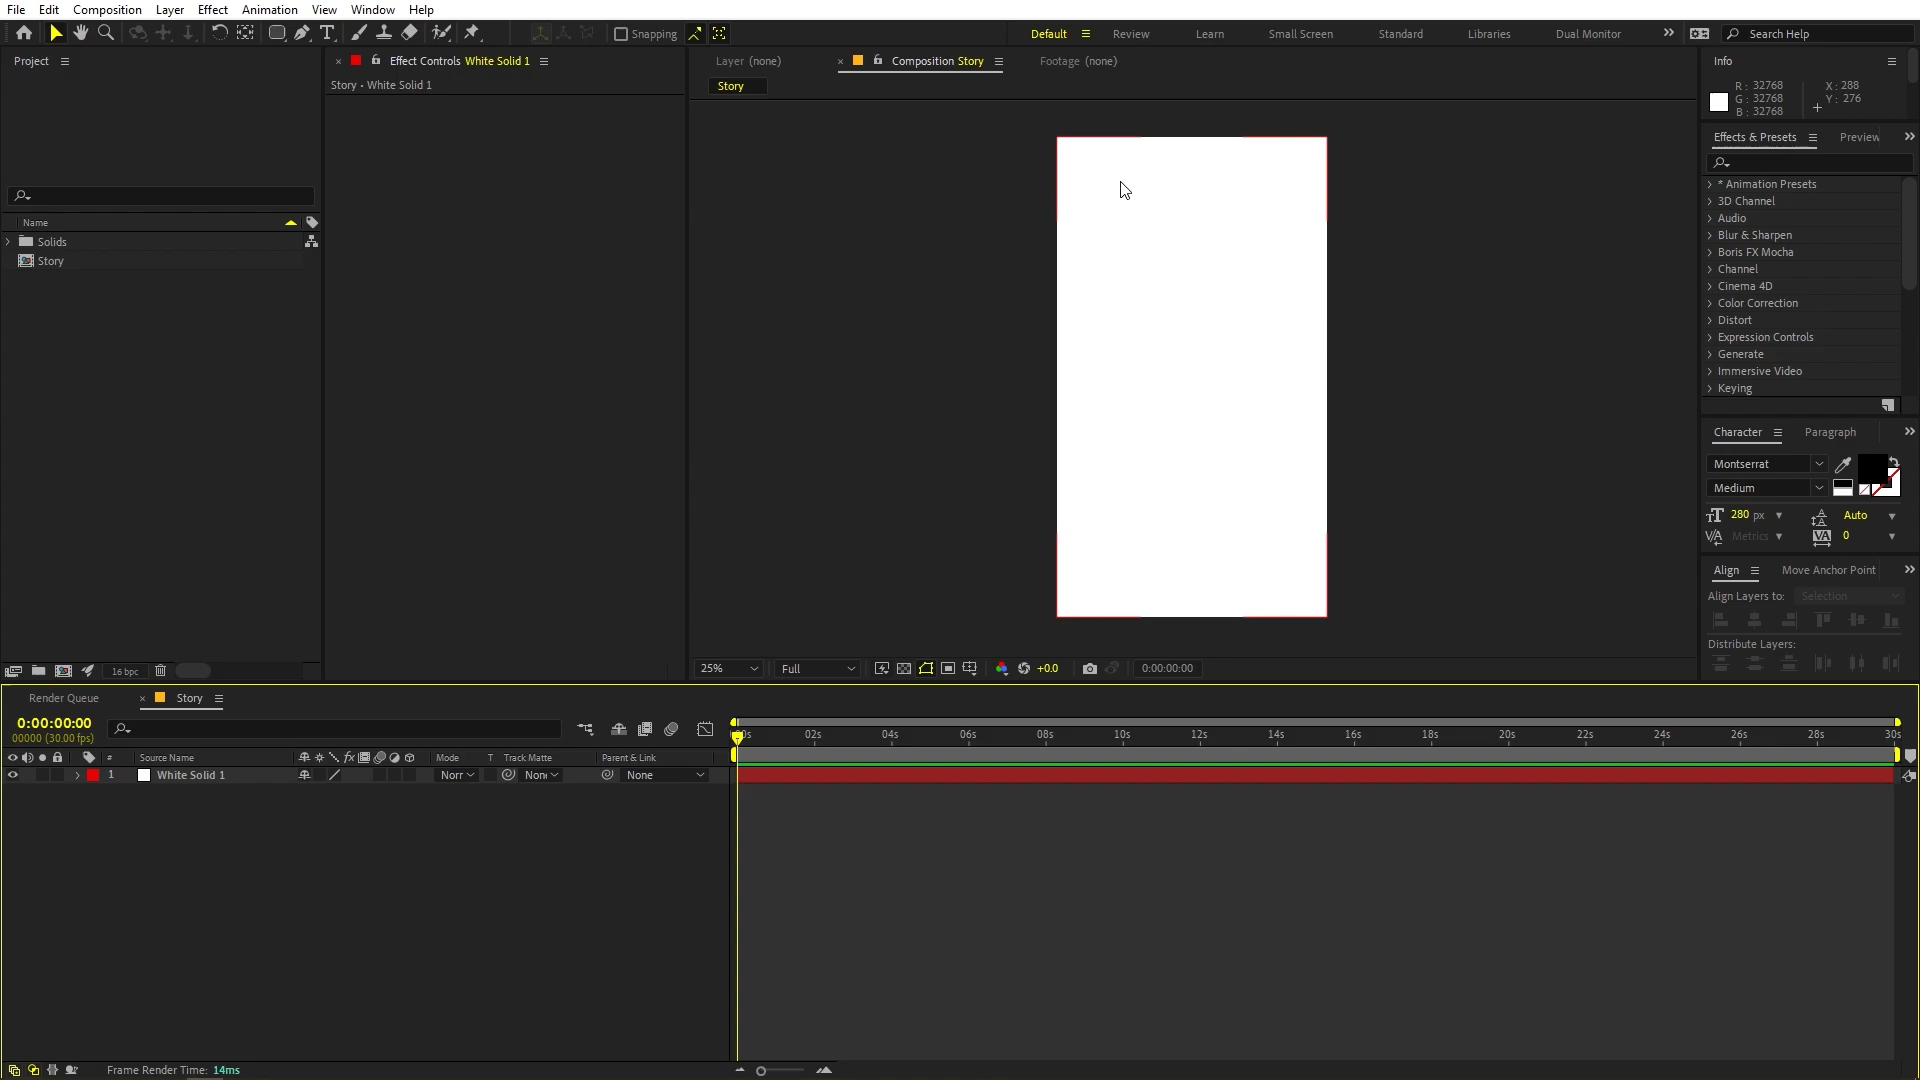 File Edit Composition Layer Effect Animation View Window Help
Snapping
Default Review Learn Small Screen Standard Libraries Dual Monitor Search Help
Project
Effect Controls White Solid 1
Layer (none) Composition Story Footage (none)
Info
Story • White Solid 1
Story
R : 32768
G : 32768
B : 32768
X : 288
Y : 276
Effects & Presets Preview
* Animation Presets
3D Channel
Audio
Blur & Sharpen
Boris FX Mocha
Channel
Cinema 4D
Color Correction
Distort
Expression Controls
Generate
Immersive Video
Keying
Name
Solids
Story
Character Paragraph
Montserrat
Medium
280 px Auto
Metrics 0
Align Move Anchor Point
Align Layers to: Selection
Distribute Layers:
16 bpc
25% Full +0.0 0:00:00:00
Render Queue Story
0:00:00:00
00000 (30.00 fps)
02s 04s 06s 08s 10s 12s 14s 16s 18s 20s 22s 24s 26s 28s 30s
# Source Name Mode T Track Matte Parent & Link
1 White Solid 1 Norr None
Frame Render Time: 14ms